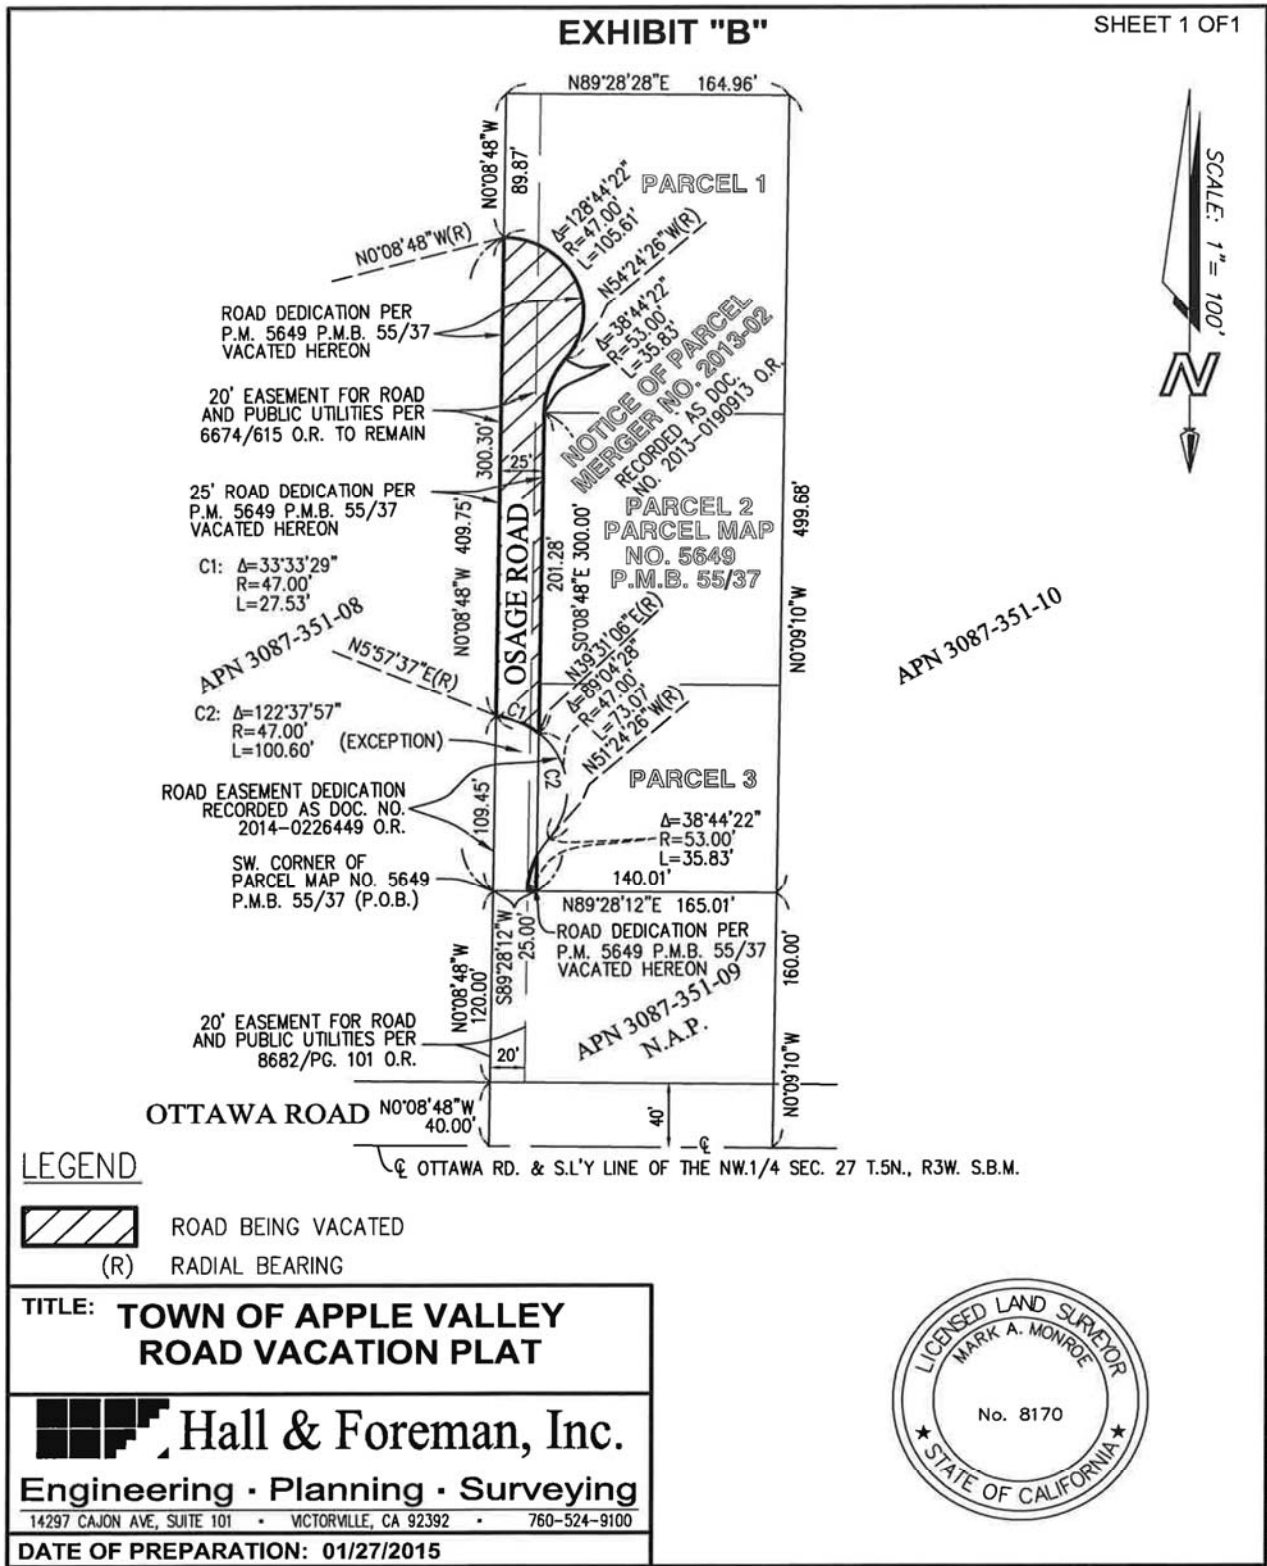 EXHIBIT "B"
SHEET 1 OF1
N89°28'28"E 164.96'
N0°08'48"W
89.87'
PARCEL 1
Δ=128°44'22"
R=47.00'
L=105.61'
N0°08'48"W(R)
N54°24'26"W(R)
Δ=38°44'22"
R=53.00'
L=35.83'
SCALE: 1"= 100'
N
ROAD DEDICATION PER
P.M. 5649 P.M.B. 55/37
VACATED HEREON
NOTICE OF PARCEL
MERGER NO. 2013-02
RECORDED AS DOC.
NO. 2013-0190913 O.R.
20' EASEMENT FOR ROAD
AND PUBLIC UTILITIES PER
6674/615 O.R. TO REMAIN
300.30'
25'
25' ROAD DEDICATION PER
P.M. 5649 P.M.B. 55/37
VACATED HEREON
N0°08'48"W 409.75'
OSAGE ROAD
201.28'
S0°08'48"E 300.00'
PARCEL 2
PARCEL MAP
NO. 5649
P.M.B. 55/37
499.68'
N0°09'10"W
C1: Δ=33°33'29"
R=47.00'
L=27.53'
APN 3087-351-08
APN 3087-351-10
N5°57'37"E(R)
N39°31'06"E(R)
Δ=89°04'28"
R=47.00'
L=73.07'
N51°24'26"W(R)
C1
C2: Δ=122°37'57"
R=47.00'
L=100.60'
(EXCEPTION)
C2
PARCEL 3
ROAD EASEMENT DEDICATION
RECORDED AS DOC. NO.
2014-0226449 O.R.
109.45'
Δ=38°44'22"
R=53.00'
L=35.83'
SW. CORNER OF
PARCEL MAP NO. 5649
P.M.B. 55/37 (P.O.B.)
140.01'
N89°28'12"E 165.01'
S89°28'12"W
25.00'
ROAD DEDICATION PER
P.M. 5649 P.M.B. 55/37
VACATED HEREON
N0°08'48"W
120.00'
160.00'
APN 3087-351-09
N.A.P.
20' EASEMENT FOR ROAD
AND PUBLIC UTILITIES PER
8682/PG. 101 O.R.
20'
N0°09'10"W
OTTAWA ROAD
N0°08'48"W
40.00'
40'
℄
℄ OTTAWA RD. & S.L'Y LINE OF THE NW.1/4 SEC. 27 T.5N., R3W. S.B.M.
LEGEND
ROAD BEING VACATED
(R) RADIAL BEARING
TITLE: TOWN OF APPLE VALLEY
ROAD VACATION PLAT
Hall & Foreman, Inc.
Engineering · Planning · Surveying
14297 CAJON AVE, SUITE 101 · VICTORVILLE, CA 92392 · 760-524-9100
DATE OF PREPARATION: 01/27/2015
LICENSED LAND SURVEYOR
MARK A. MONROE
No. 8170
★ STATE OF CALIFORNIA ★